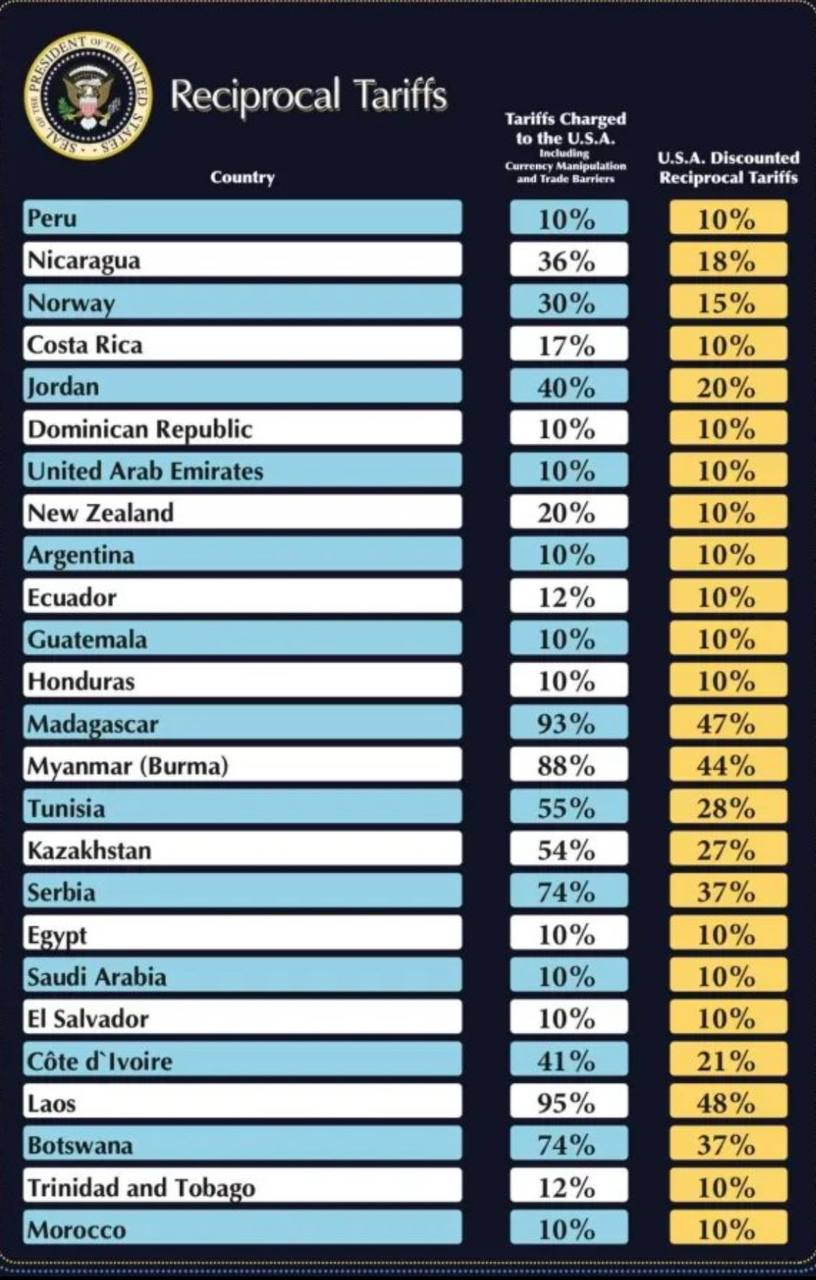 SEAL OF THE PRESIDENT OF THE UNITED STATES
Reciprocal Tariffs
Country
Tariffs Charged
to the U.S.A.
Including
Currency Manipulation
and Trade Barriers
U.S.A. Discounted
Reciprocal Tariffs
Peru 10% 10%
Nicaragua 36% 18%
Norway 30% 15%
Costa Rica 17% 10%
Jordan 40% 20%
Dominican Republic 10% 10%
United Arab Emirates 10% 10%
New Zealand 20% 10%
Argentina 10% 10%
Ecuador 12% 10%
Guatemala 10% 10%
Honduras 10% 10%
Madagascar 93% 47%
Myanmar (Burma) 88% 44%
Tunisia 55% 28%
Kazakhstan 54% 27%
Serbia 74% 37%
Egypt 10% 10%
Saudi Arabia 10% 10%
El Salvador 10% 10%
Côte d`Ivoire 41% 21%
Laos 95% 48%
Botswana 74% 37%
Trinidad and Tobago 12% 10%
Morocco 10% 10%